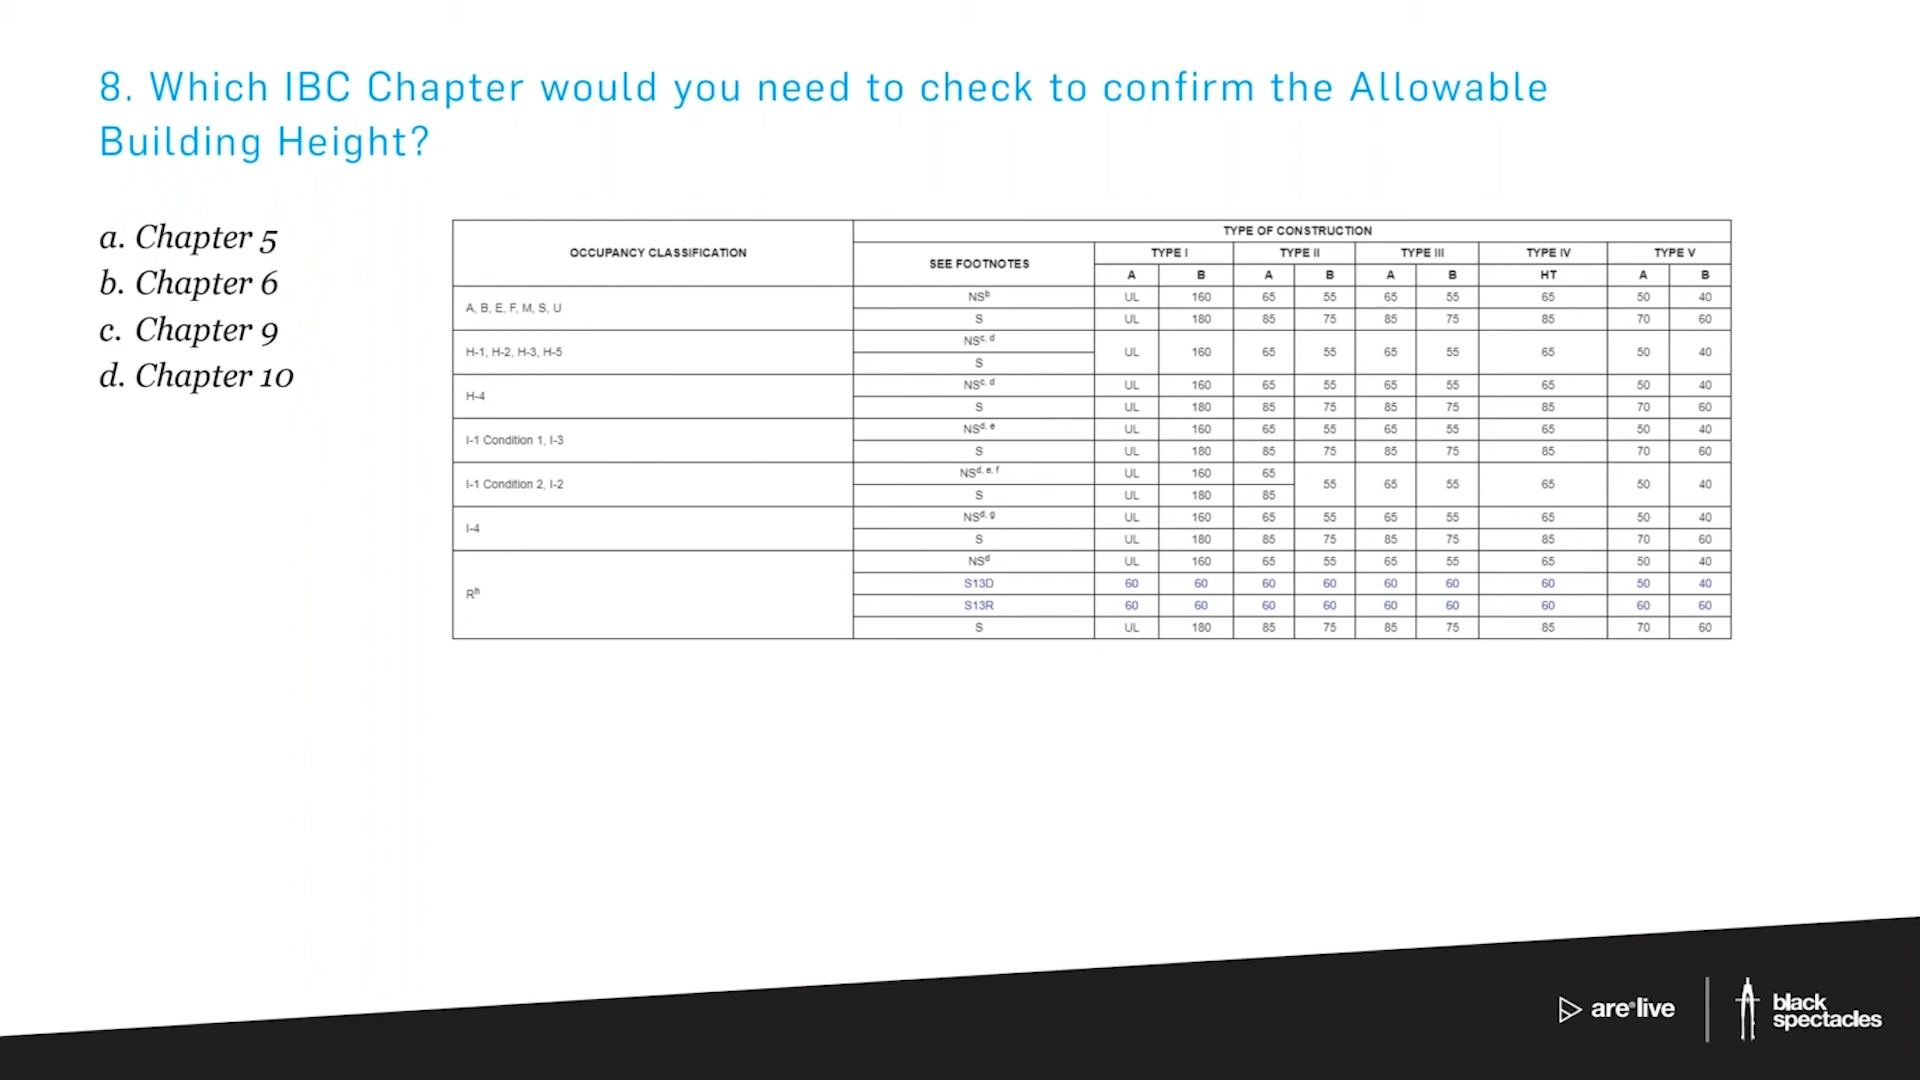 8. Which IBC Chapter would you need to check to confirm the Allowable
Building Height?
a. Chapter 5
b. Chapter 6
c. Chapter 9
d. Chapter 10
TYPE OF CONSTRUCTION
OCCUPANCY CLASSIFICATION SEE FOOTNOTES TYPE I TYPE II TYPE III TYPE IV TYPE V
A B A B A B HT A B
A, B, E, F, M, S, U
NSb UL 160 65 55 65 55 65 50 40
S UL 180 85 75 85 75 85 70 60
H-1, H-2, H-3, H-5
NSc, d UL 160 65 55 65 55 65 50 40
S
H-4
NSc, d UL 160 65 55 65 55 65 50 40
S UL 180 85 75 85 75 85 70 60
I-1 Condition 1, I-3
NSd, e UL 160 65 55 65 55 65 50 40
S UL 180 85 75 85 75 85 70 60
I-1 Condition 2, I-2
NSd, e, f UL 160 65 55 65 55 65 50 40
S UL 180 85
I-4
NSd, g UL 160 65 55 65 55 65 50 40
S UL 180 85 75 85 75 85 70 60
Rh
NSd UL 160 65 55 65 55 65 50 40
S13D 60 60 60 60 60 60 60 50 40
S13R 60 60 60 60 60 60 60 60 60
S UL 180 85 75 85 75 85 70 60
are®live
black
spectacles